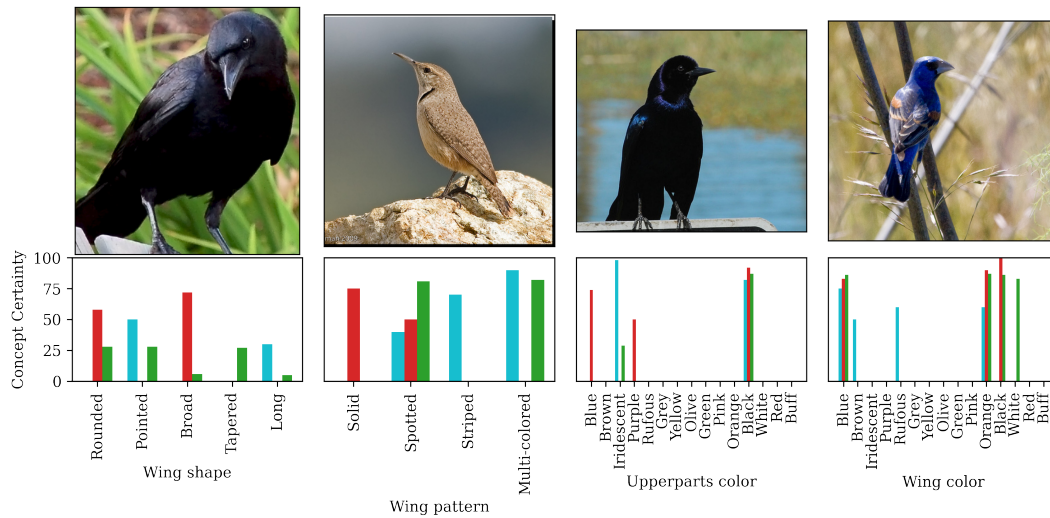 Concept Certainty
100
75
50
25
0
Rounded
Pointed
Broad
Tapered
Long
Wing shape
Solid
Spotted
Striped
Multi-colored
Wing pattern
Blue
Brown
Iridescent
Purple
Rufous
Grey
Yellow
Olive
Green
Pink
Orange
Black
White
Red
Buff
Upperparts color
Blue
Brown
Iridescent
Purple
Rufous
Grey
Yellow
Olive
Green
Pink
Orange
Black
White
Red
Buff
Wing color